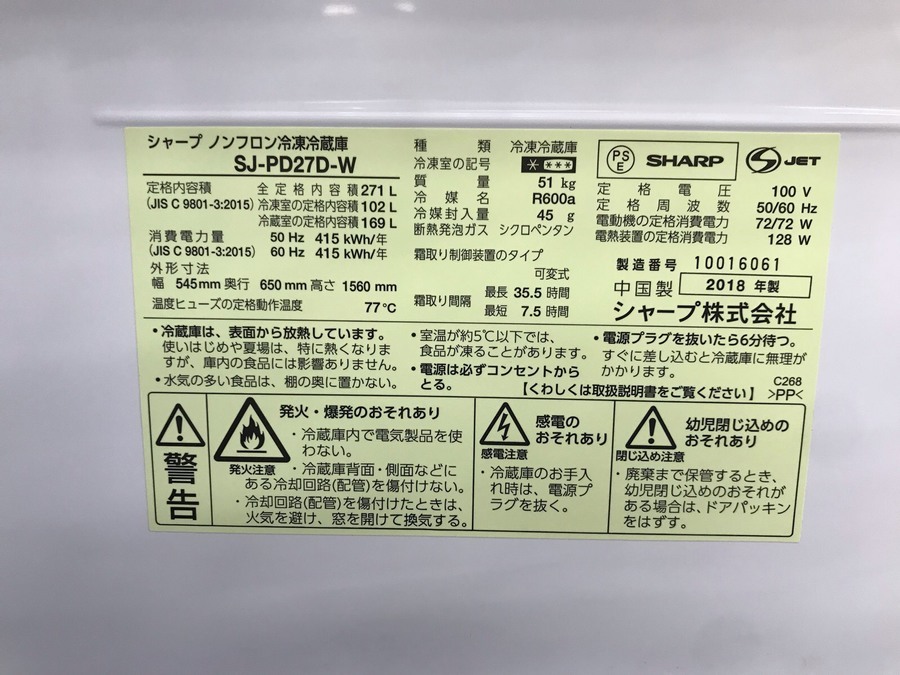 シャープ ノンフロン冷凍冷蔵庫
SJ-PD27D-W
定格内容積 全定格内容積 271 L
(JIS C 9801-3:2015) 冷凍室の定格内容積 102 L
冷蔵室の定格内容積 169 L
消費電力量 50 Hz 415 kWh/年
(JIS C 9801-3:2015) 60 Hz 415 kWh/年
外形寸法
幅 545mm 奥行 650 mm 高さ 1560 mm
温度ヒューズの定格動作温度 77℃
種類 冷凍冷蔵庫
冷凍室の記号 * ***
質量 51 kg
冷媒名 R600a
冷媒封入量 45 g
断熱発泡ガス シクロペンタン
霜取り制御装置のタイプ
可変式
霜取り間隔 最長 35.5 時間
最短 7.5 時間
PS
E
SHARP
JET
定格電圧 100 V
定格周波数 50/60 Hz
電動機の定格消費電力 72/72 W
電熱装置の定格消費電力 128 W
製造番号 10016061
中国製 2018 年製
シャープ株式会社
・冷蔵庫は、表面から放熱しています。
使いはじめや夏場は、特に熱くなりま
すが、庫内の食品には影響ありません。
・水気の多い食品は、棚の奥に置かない。
・室温が約5℃以下では、
食品が凍ることがあります。
・電源は必ずコンセントから
とる。
・電源プラグを抜いたら6分待つ。
すぐに差し込むと冷蔵庫に無理が
かかります。
【くわしくは取扱説明書をご覧ください】
C268
>PP<
警告
発火・爆発のおそれあり
発火注意
・冷蔵庫内で電気製品を使
わない。
・冷蔵庫背面・側面などに
ある冷却回路(配管)を傷付けない。
・冷却回路(配管)を傷付けたときは、
火気を避け、窓を開けて換気する。
感電の
おそれあり
感電注意
・冷蔵庫のお手入
れ時は、電源プ
ラグを抜く。
幼児閉じ込めの
おそれあり
閉じ込め注意
・廃棄まで保管するとき、
幼児閉じ込めのおそれが
ある場合は、ドアパッキン
をはずす。